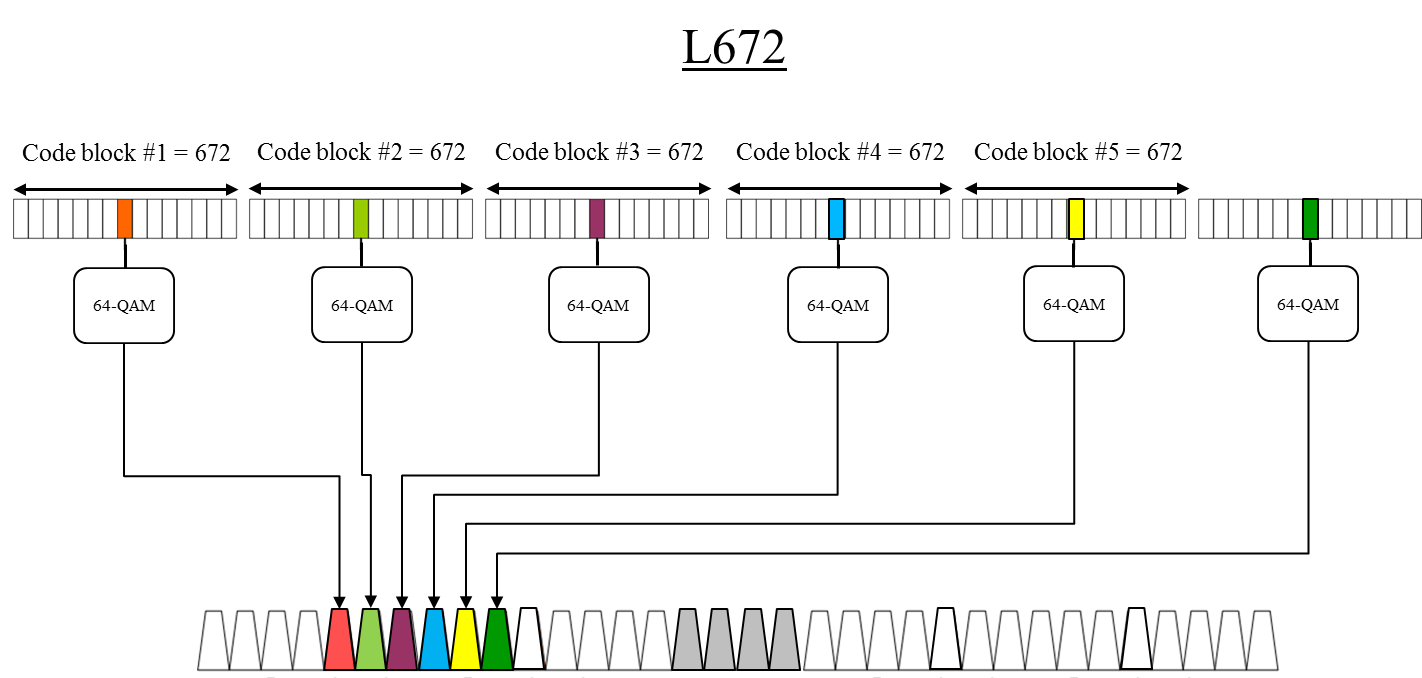 L672
Code block #1 = 672
Code block #2 = 672
Code block #3 = 672
Code block #4 = 672
Code block #5 = 672
64-QAM
64-QAM
64-QAM
64-QAM
64-QAM
64-QAM